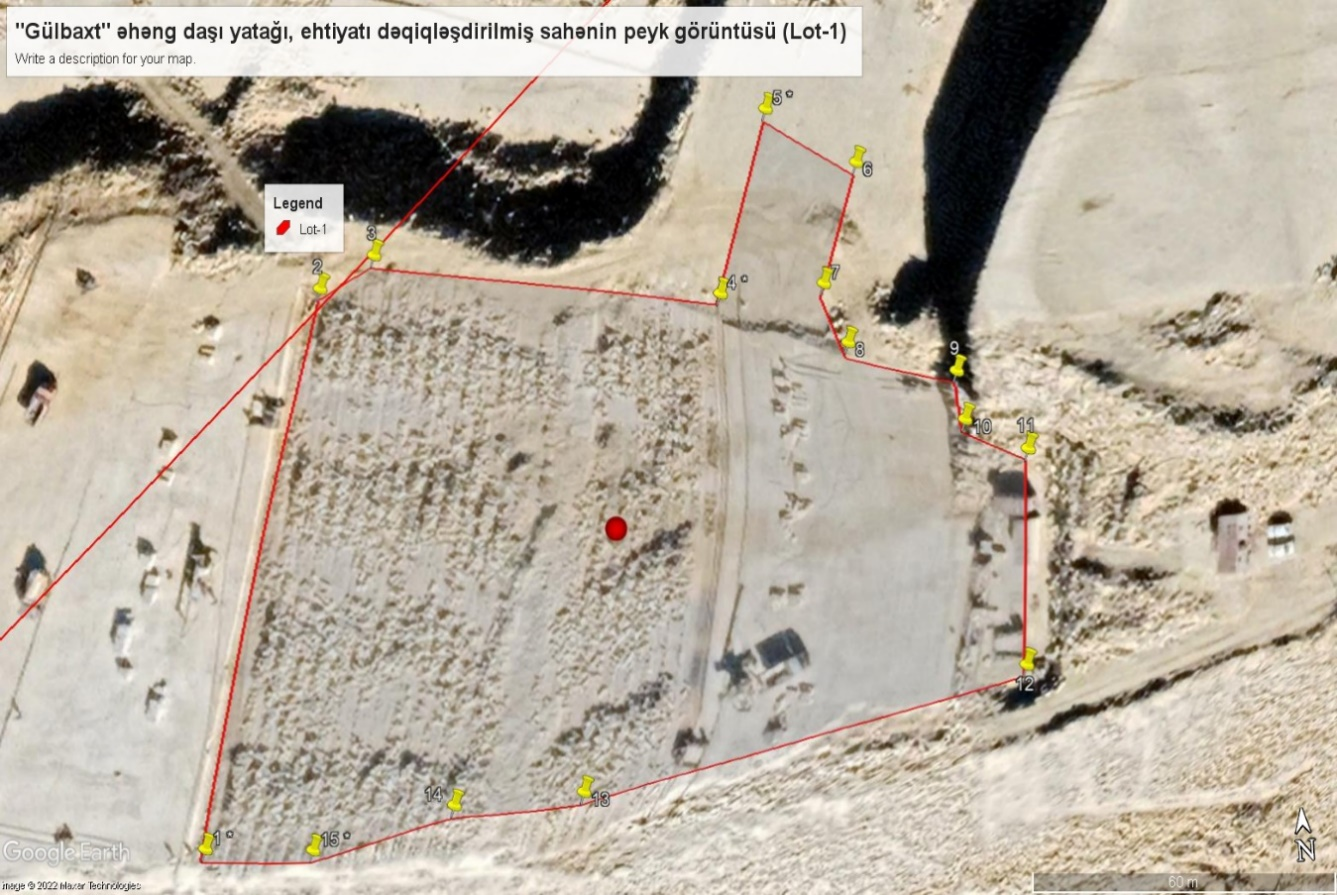 "Gülbaxt" əhəng daşı yatağı, ehtiyatı dəqiqləşdirilmiş sahənin peyk görüntüsü (Lot-1)
Write a description for your map.
5 *
6
Legend
Lot-1
3
2
4 *
7
8
9
10
11
12
13
14
15 *
1 *
Google Earth
N
Image © 2022 Maxar Technologies
60 m